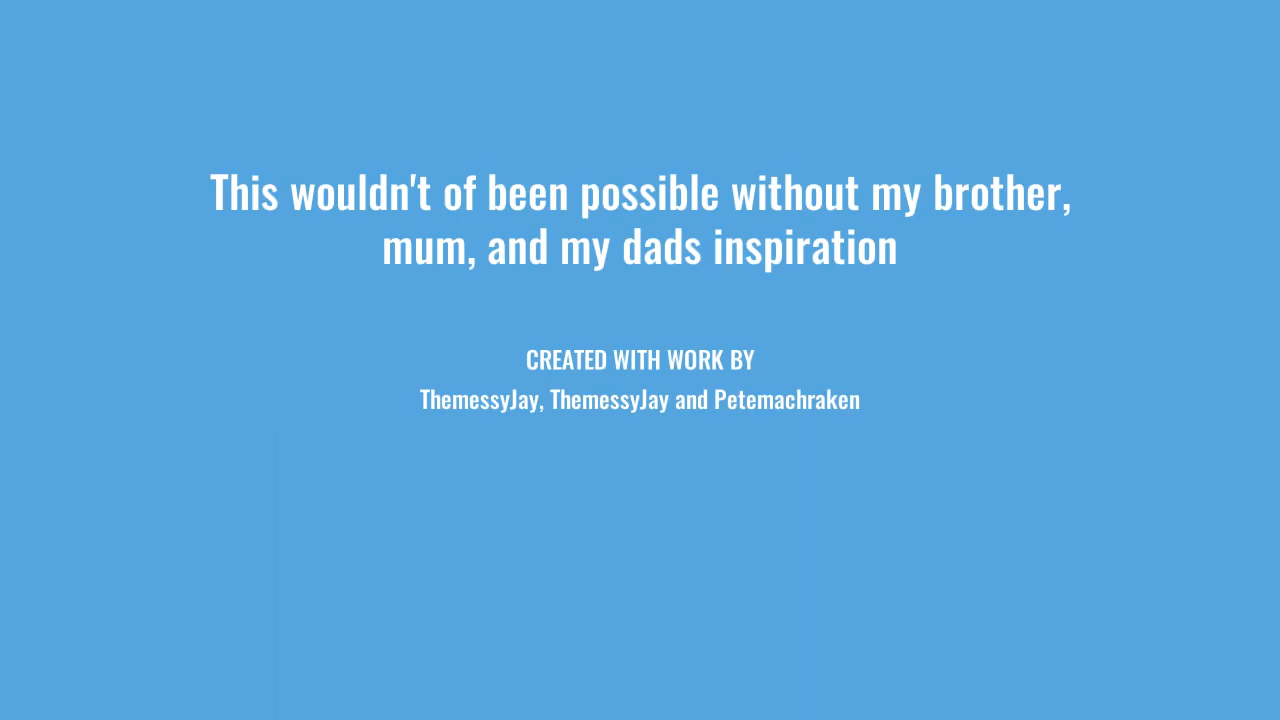 This wouldn't of been possible without my brother,
mum, and my dads inspiration
CREATED WITH WORK BY
ThemessyJay, ThemessyJay and Petemachraken